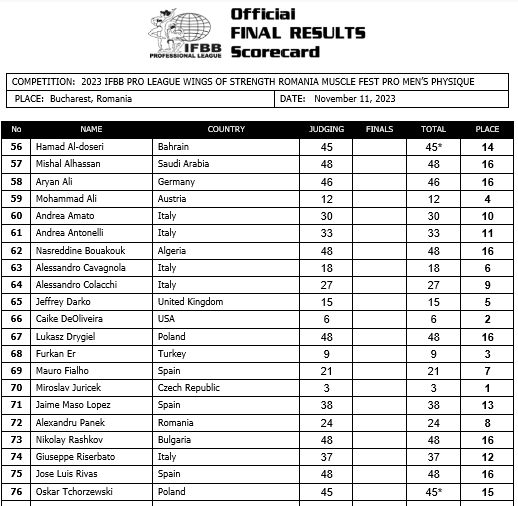 Official
FINAL RESULTS
Scorecard
IFBB
PROFESSIONAL LEAGUE
COMPETITION: 2023 IFBB PRO LEAGUE WINGS OF STRENGTH ROMANIA MUSCLE FEST PRO MEN'S PHYSIQUE
PLACE: Bucharest, Romania DATE: November 11, 2023
No NAME COUNTRY JUDGING FINALS TOTAL PLACE
56 Hamad Al-doseri Bahrain 45 45* 14
57 Mishal Alhassan Saudi Arabia 48 48 16
58 Aryan Ali Germany 46 46 16
59 Mohammad Ali Austria 12 12 4
60 Andrea Amato Italy 30 30 10
61 Andrea Antonelli Italy 33 33 11
62 Nasreddine Bouakouk Algeria 48 48 16
63 Alessandro Cavagnola Italy 18 18 6
64 Alessandro Colacchi Italy 27 27 9
65 Jeffrey Darko United Kingdom 15 15 5
66 Caike DeOliveira USA 6 6 2
67 Lukasz Drygiel Poland 48 48 16
68 Furkan Er Turkey 9 9 3
69 Mauro Fialho Spain 21 21 7
70 Miroslav Juricek Czech Republic 3 3 1
71 Jaime Maso Lopez Spain 38 38 13
72 Alexandru Panek Romania 24 24 8
73 Nikolay Rashkov Bulgaria 48 48 16
74 Giuseppe Riserbato Italy 37 37 12
75 Jose Luis Rivas Spain 48 48 16
76 Oskar Tchorzewski Poland 45 45* 15